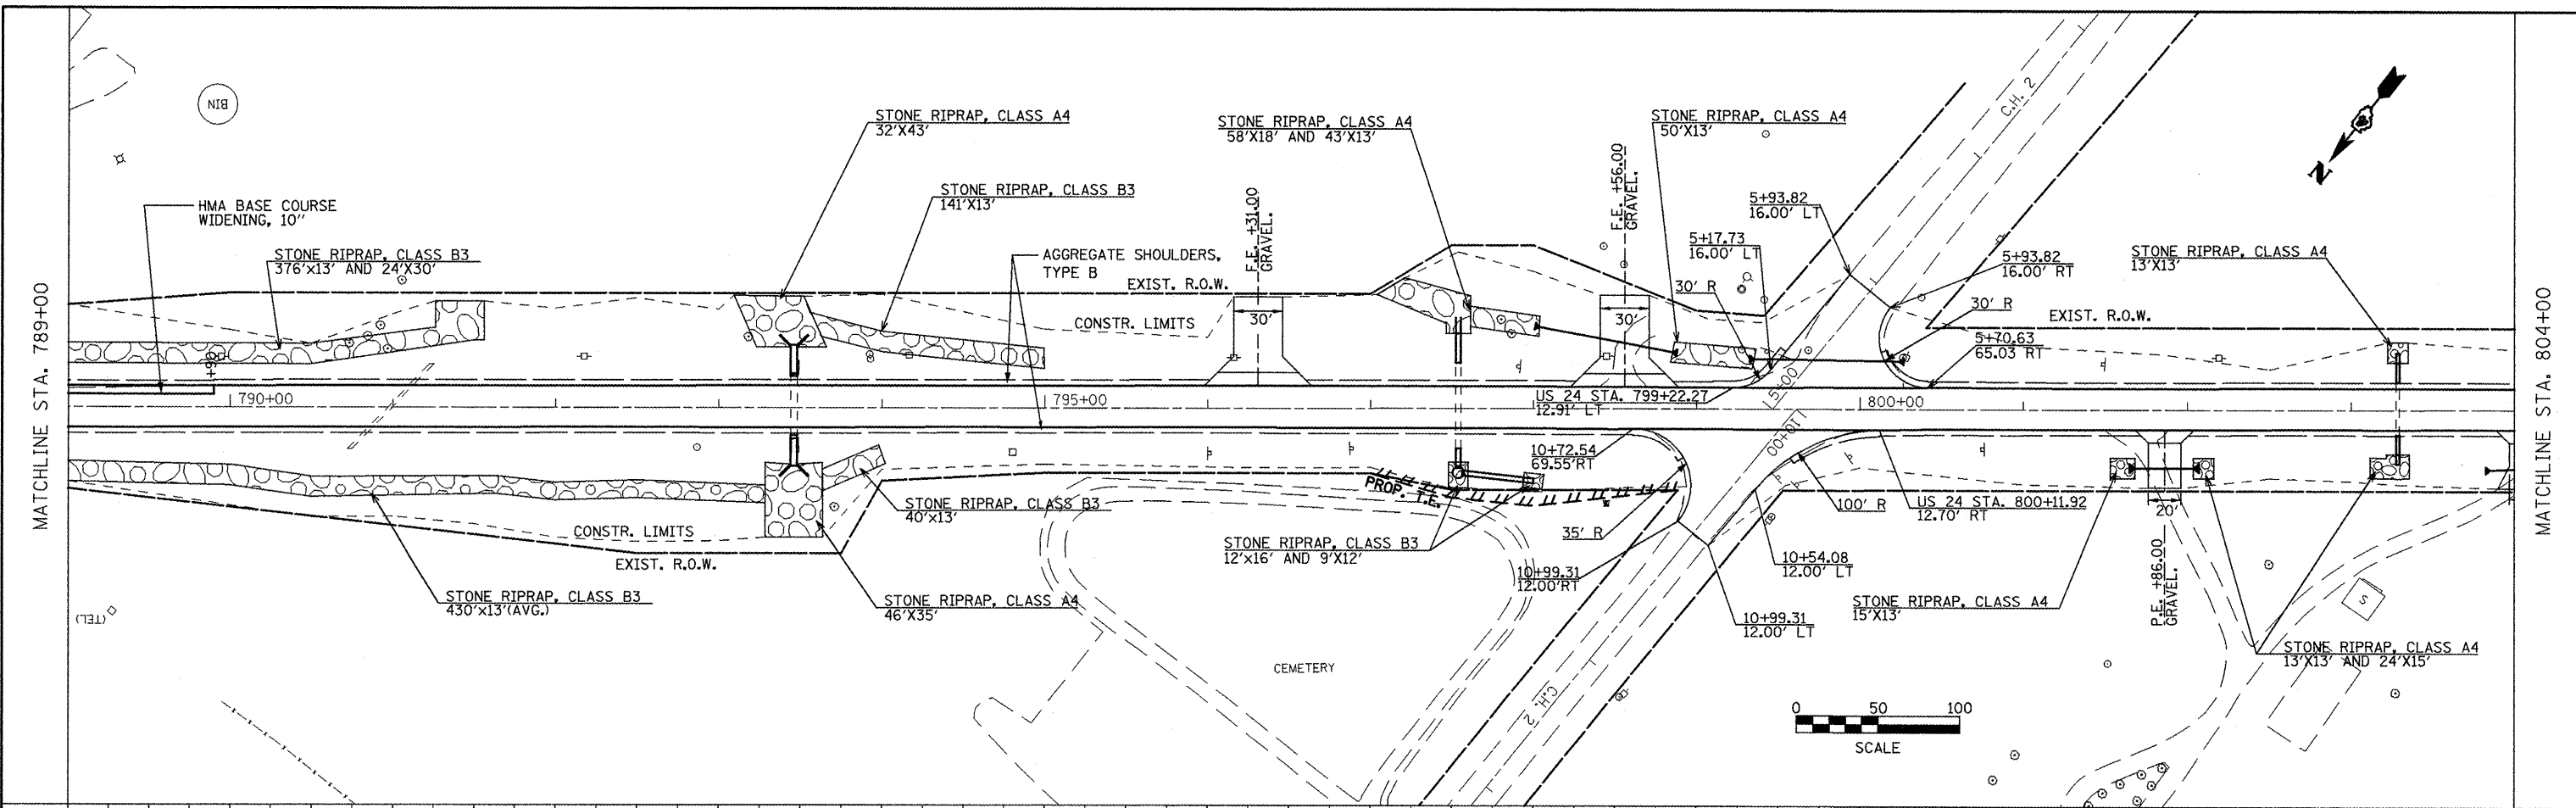 MATCHLINE STA. 789+00
BIN
HMA BASE COURSE
WIDENING, 10"
STONE RIPRAP, CLASS B3
376'x13' AND 24'X30'
+90
790+00
STONE RIPRAP, CLASS A4
32'X43'
STONE RIPRAP, CLASS B3
141'X13'
AGGREGATE SHOULDERS,
TYPE B
EXIST. R.O.W.
CONSTR. LIMITS
795+00
F.E. +31.00
GRAVEL.
30'
STONE RIPRAP, CLASS A4
58'X18' AND 43'X13'
F.E. +56.00
GRAVEL.
30'
STONE RIPRAP, CLASS A4
50'X13'
5+93.82
16.00' LT
5+17.73
16.00' LT
30' R
C.H. 2
5+93.82
16.00' RT
30' R
EXIST. R.O.W.
5+70.63
65.03 RT
STONE RIPRAP, CLASS A4
13'X13'
N
MATCHLINE STA. 804+00
US 24 STA. 799+22.27
12.91' LT
15+00
800+00
110+00
10+72.54
69.55'RT
PROP. T.E.
35' R
100' R
US 24 STA. 800+11.92
12.70' RT
10+54.08
12.00' LT
10+99.31
12.00'RT
10+99.31
12.00' LT
C.H. 2
STONE RIPRAP, CLASS B3
12'x16' AND 9'X12'
STONE RIPRAP, CLASS B3
40'x13'
CONSTR. LIMITS
EXIST. R.O.W.
STONE RIPRAP, CLASS B3
430'x13'(AVG.)
STONE RIPRAP, CLASS A4
46'X35'
(TEL)
CEMETERY
STONE RIPRAP, CLASS A4
15'X13'
20'
P.E. +86.00
GRAVEL.
S
STONE RIPRAP, CLASS A4
13'X13' AND 24'X15'
0 50 100
SCALE